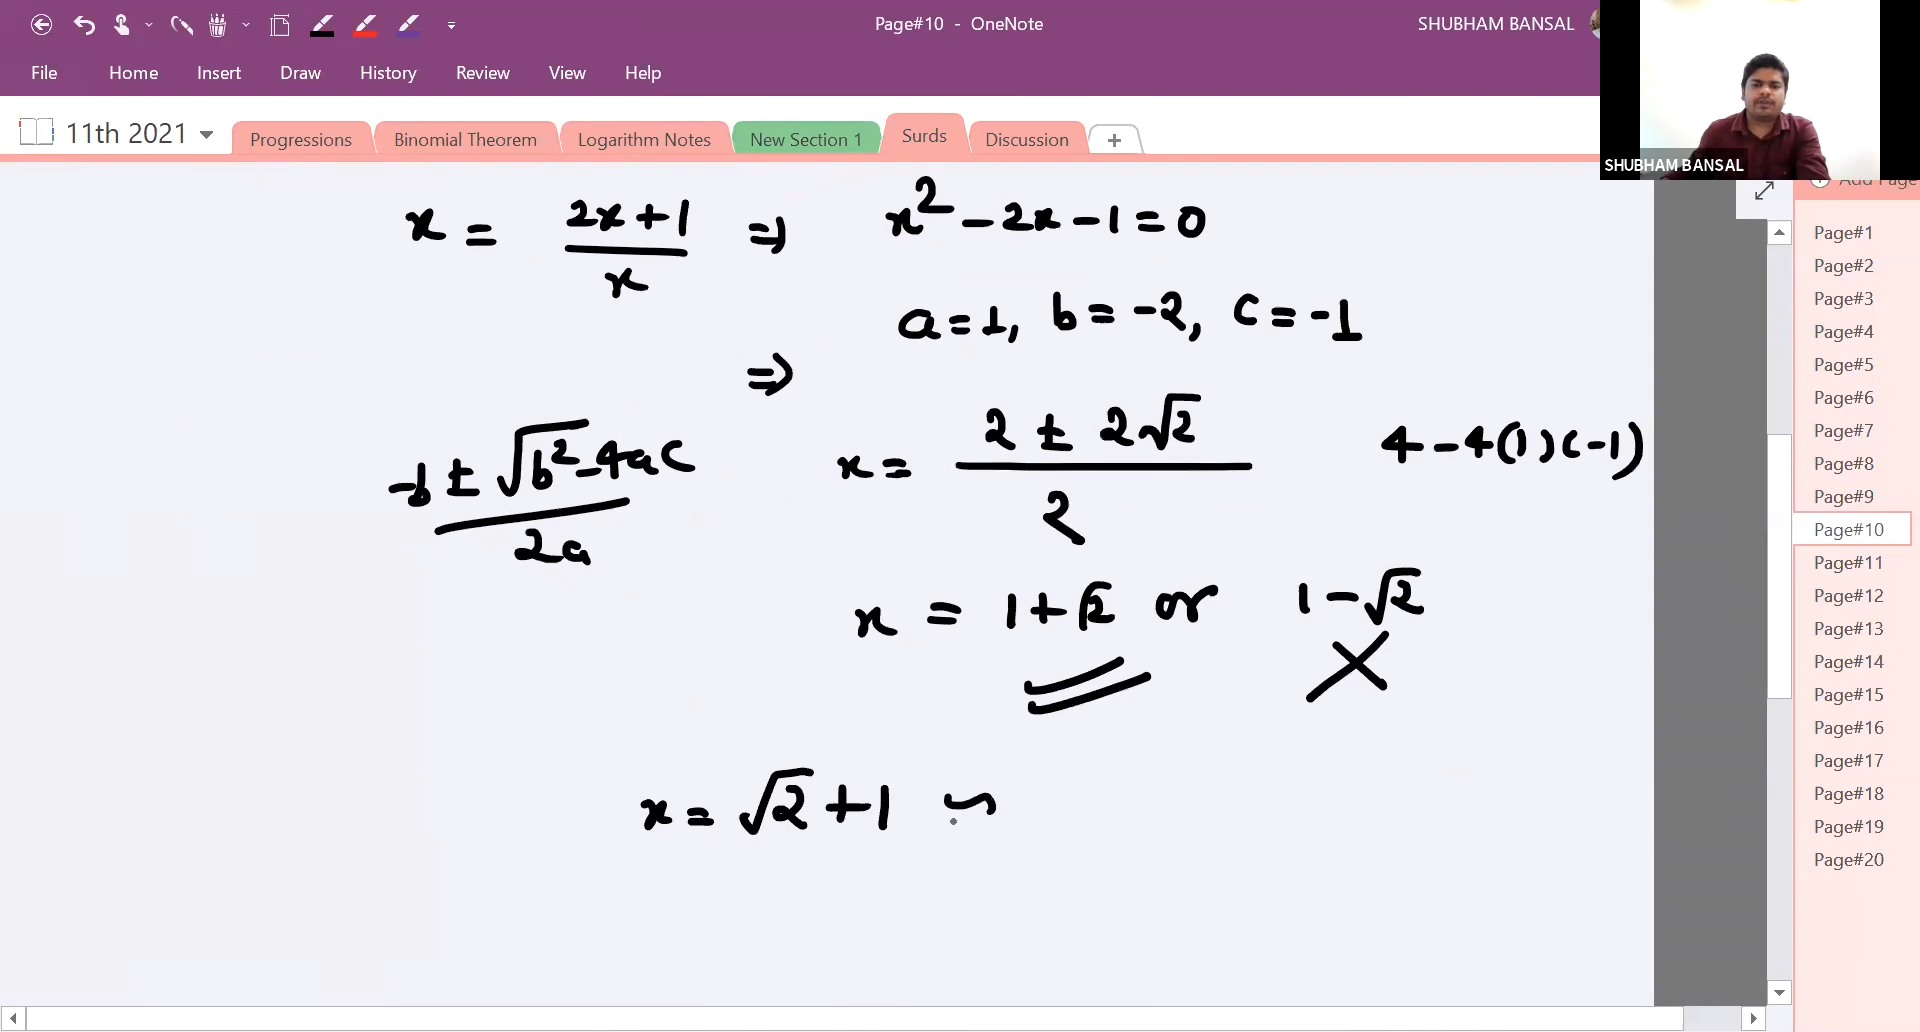 Page#10 - OneNote
SHUBHAM BANSAL
File Home Insert Draw History Review View Help
11th 2021
Progressions Binomial Theorem Logarithm Notes New Section 1 Surds Discussion +
SHUBHAM BANSAL
Add Page
x = (2x+1)/x ⇒ x² - 2x - 1 = 0
a=1, b=-2, c=-1
⇒
(-b ± √(b²-4ac))/2a
x = (2 ± 2√2)/2
4-4(1)(-1)
x = 1+√2 or 1-√2
x = √2 + 1
Page#1
Page#2
Page#3
Page#4
Page#5
Page#6
Page#7
Page#8
Page#9
Page#10
Page#11
Page#12
Page#13
Page#14
Page#15
Page#16
Page#17
Page#18
Page#19
Page#20